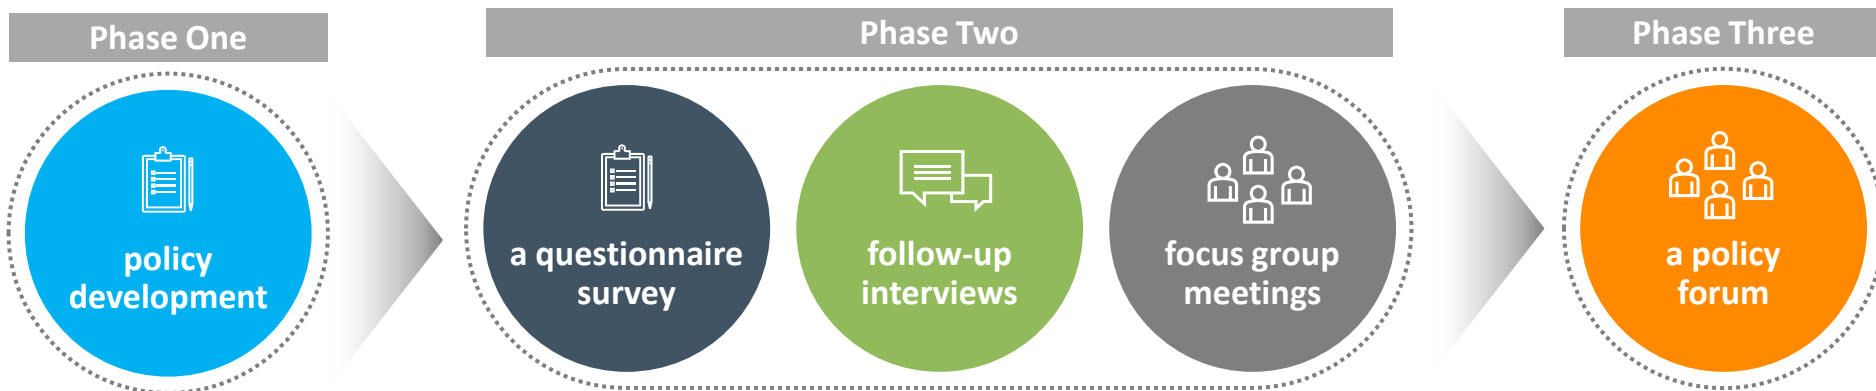 Phase One
policy
development
Phase Two
a questionnaire
survey
follow-up
interviews
focus group
meetings
Phase Three
a policy
forum